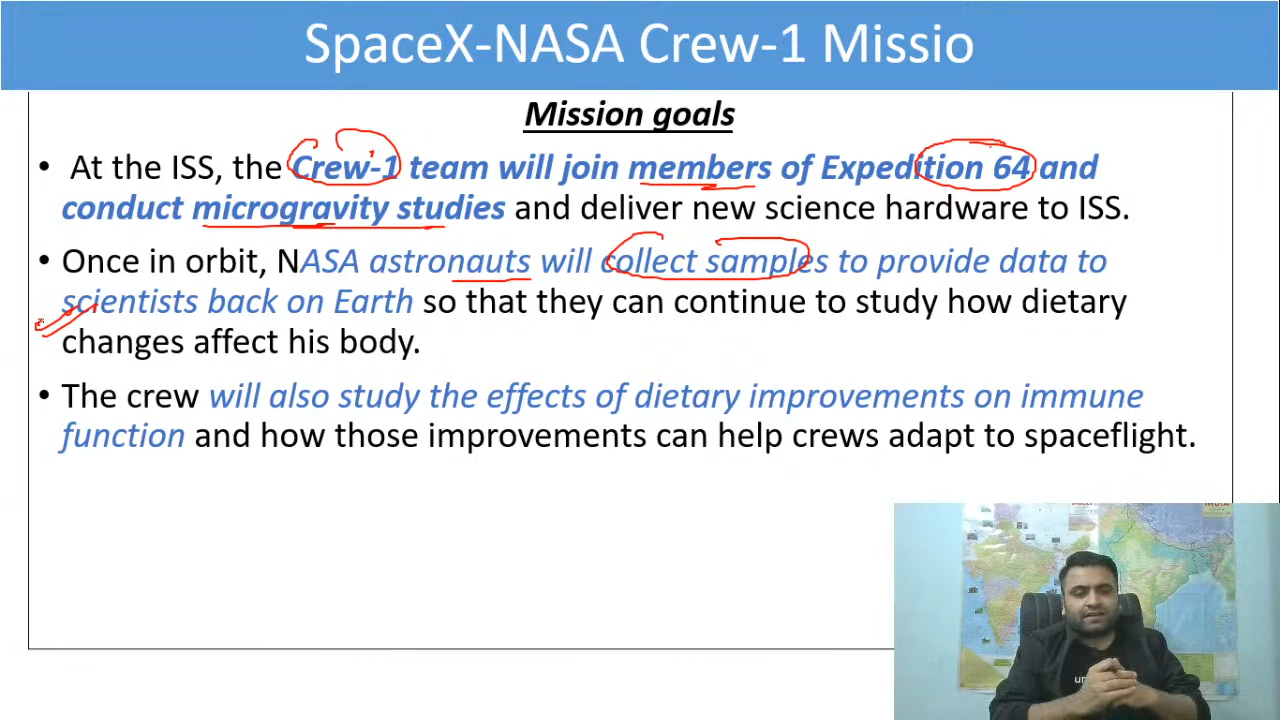 SpaceX-NASA Crew-1 Missio
Mission goals
• At the ISS, the Crew-1 team will join members of Expedition 64 and
conduct microgravity studies and deliver new science hardware to ISS.
• Once in orbit, NASA astronauts will collect samples to provide data to
scientists back on Earth so that they can continue to study how dietary
changes affect his body.
• The crew will also study the effects of dietary improvements on immune
function and how those improvements can help crews adapt to spaceflight.
INDIA